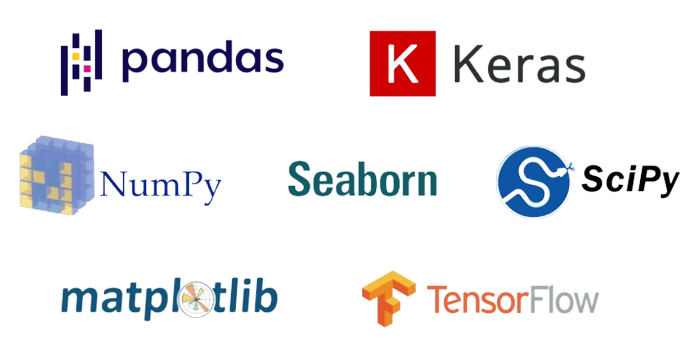 pandas
K Keras
NumPy
Seaborn
SciPy
matplotlib
TensorFlow